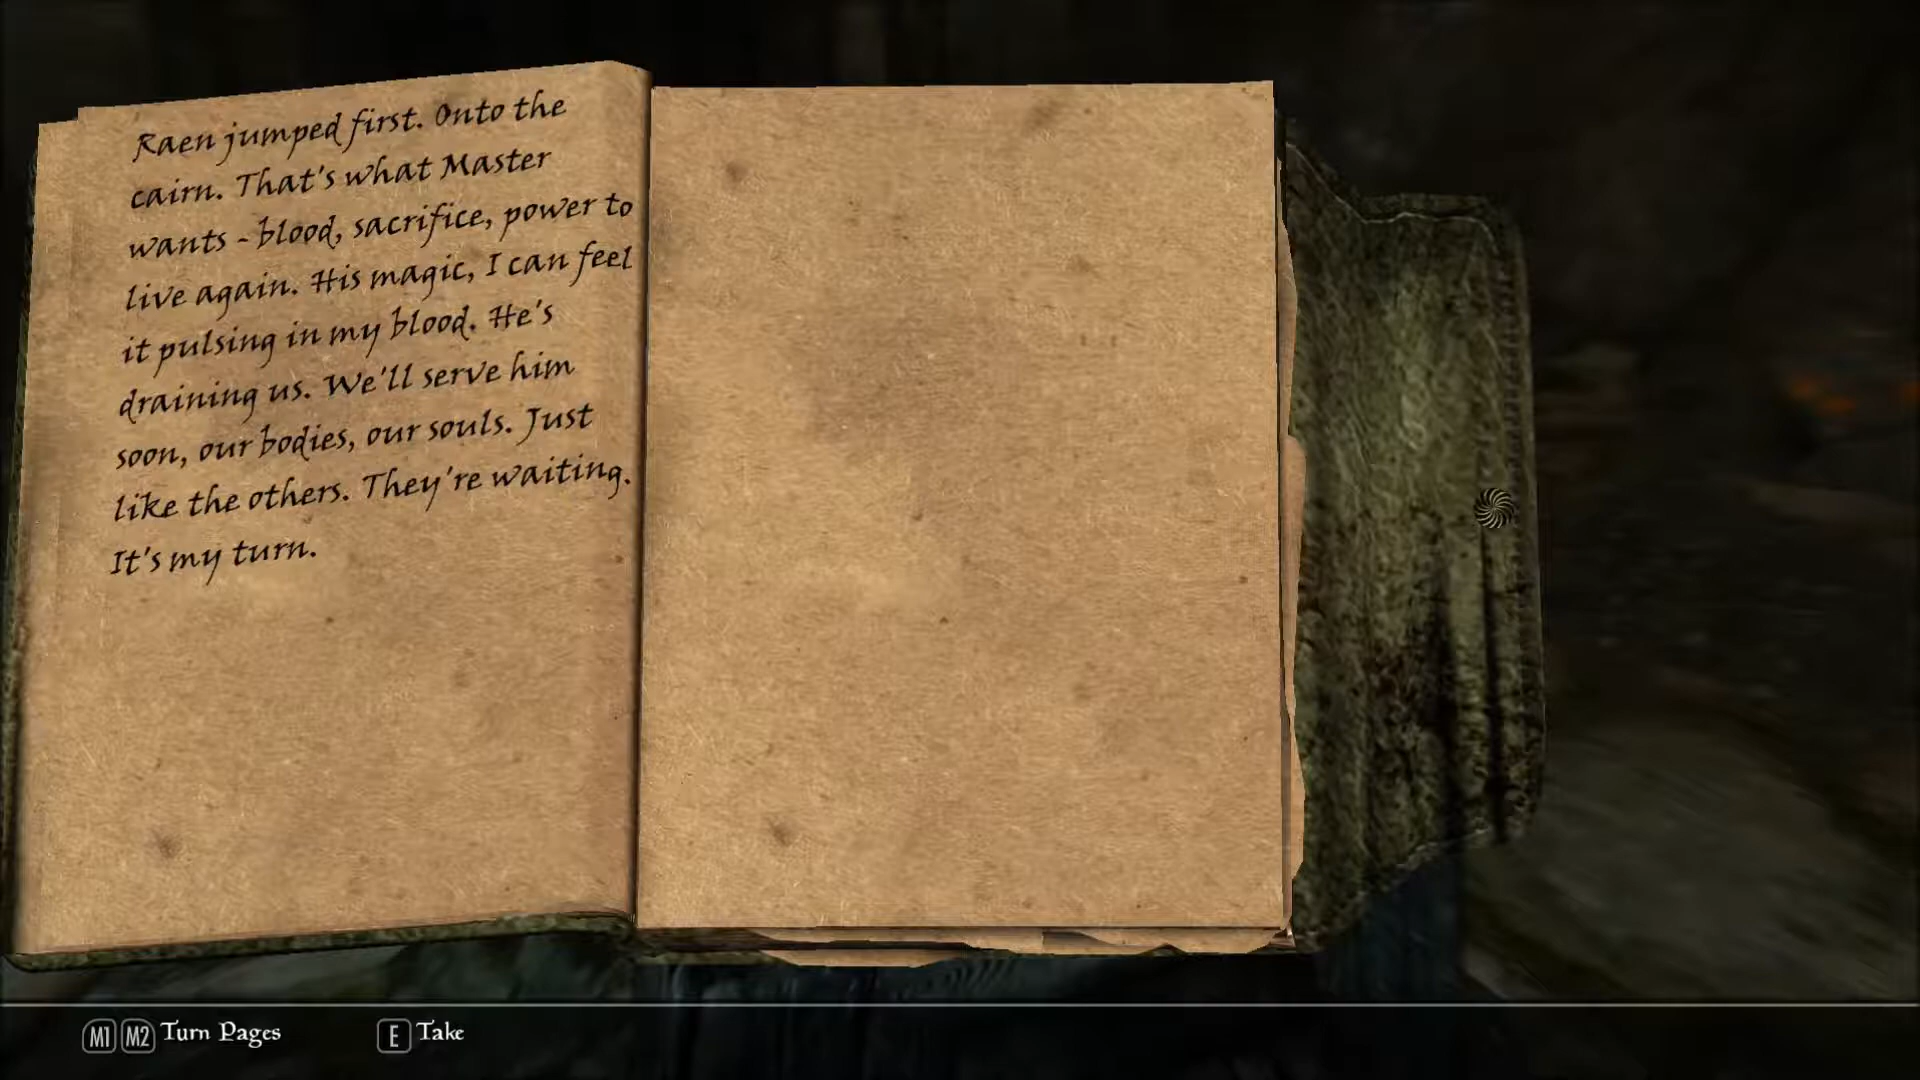 Raen jumped first. Onto the
cairn. That's what Master
wants - blood, sacrifice, power to
live again. His magic, I can feel
it pulsing in my blood. He's
draining us. We'll serve him
soon, our bodies, our souls. Just
like the others. They're waiting.
It's my turn.
M1 M2 Turn Pages
E Take